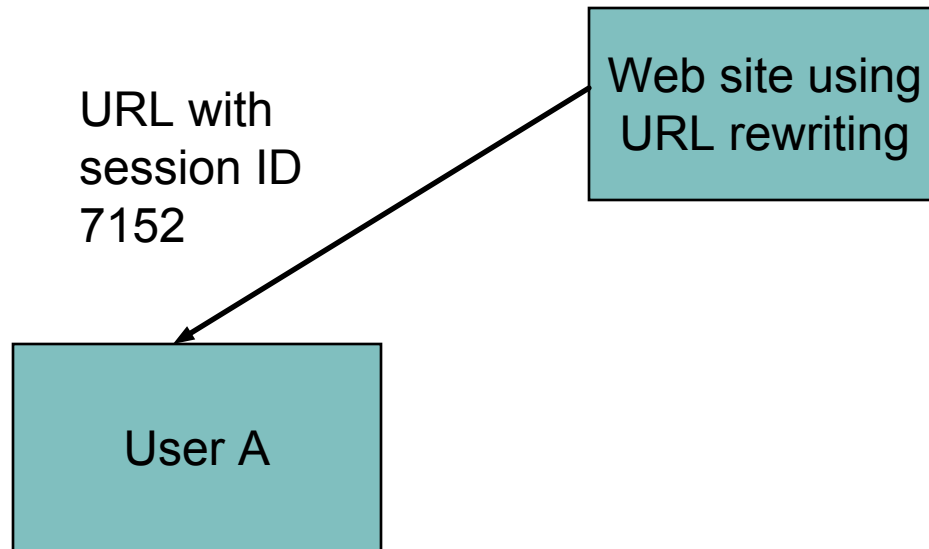 URL with
session ID
7152
Web site using
URL rewriting
User A